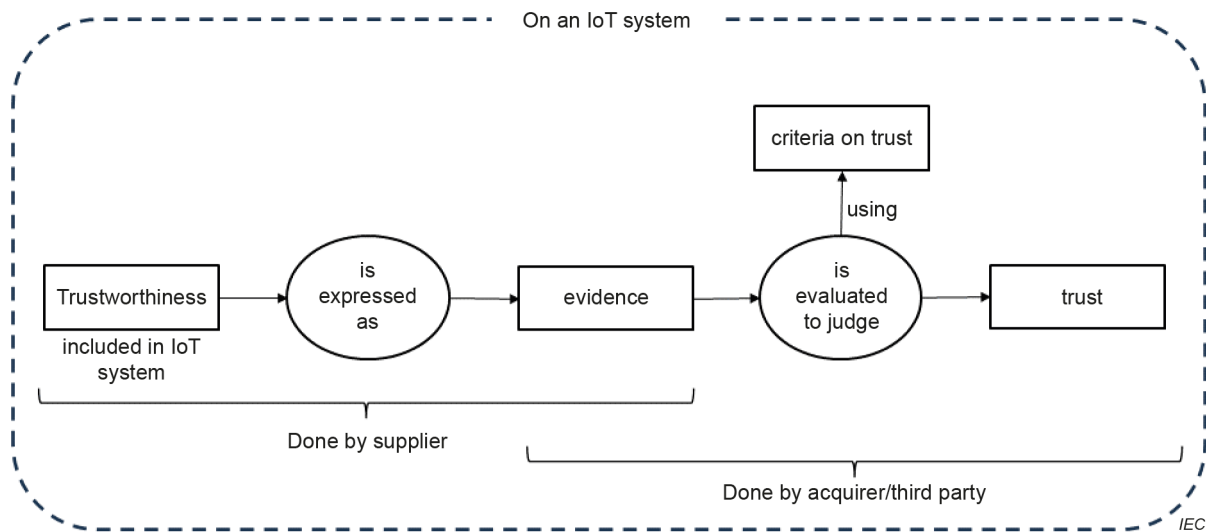 On an IoT system
criteria on trust
using
Trustworthiness
included in IoT
system
is
expressed
as
evidence
is
evaluated
to judge
trust
Done by supplier
Done by acquirer/third party
IEC